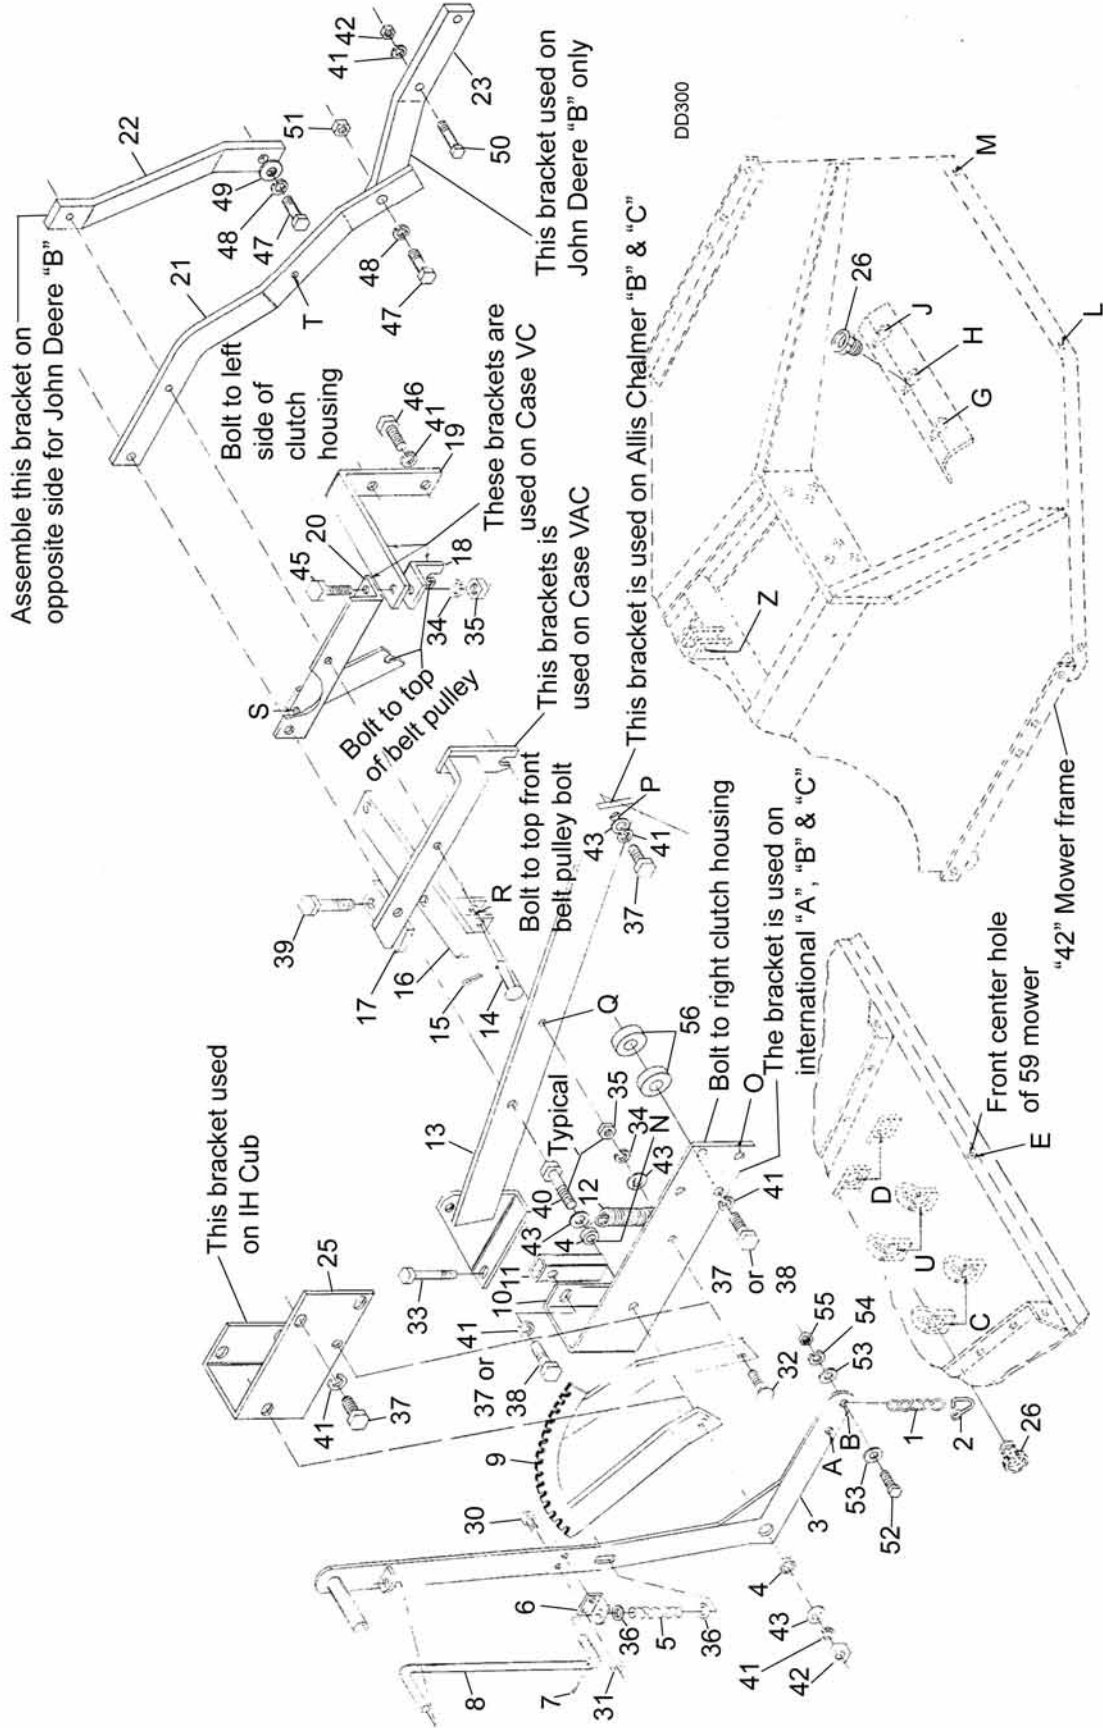 Assemble this bracket on
opposite side for John Deere “B”
22
21
41
42
51
49
48
47
23
50
T
48
47
This bracket used on
John Deere “B” only
DD300
Bolt to left
side of
clutch
housing
46
41
19
20
45
18
34
35
S
These brackets are
used on Case VC
Bolt to top
of belt pulley
This brackets is
used on Case VAC
39
17
16
15
14
R
Bolt to top front
belt pulley bolt
This bracket is used on Allis Chalmer “B” & “C”
P
43
41
37
This bracket used
on IH Cub
25
13
Q
56
Typical
35
34
N
43
40
12
43
4
11
10
33
41
37
41
37 or
38
Bolt to right clutch housing
O
The bracket is used on
international “A”, “B” & “C”
41
37
or
38
9
30
32
55
54
53
A
B
1
2
26
53
52
3
4
43
41
42
6
36
5
36
31
7
8
D
U
C
E
Front center hole
of 59 mower
“42” Mower frame
Z
26
J
H
G
M
L